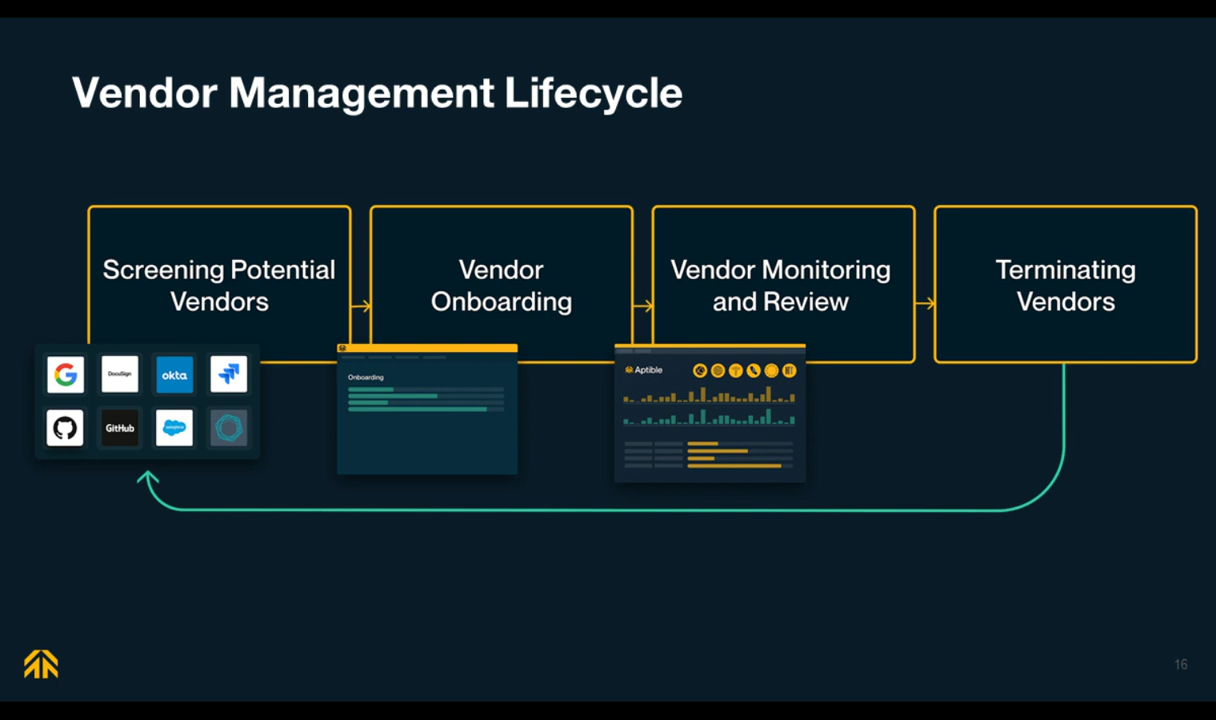 Vendor Management Lifecycle
Screening Potential
Vendors
Vendor
Onboarding
Vendor Monitoring
and Review
Terminating
Vendors
DocuSign
okta
GitHub
salesforce
Onboarding
Aptible
16